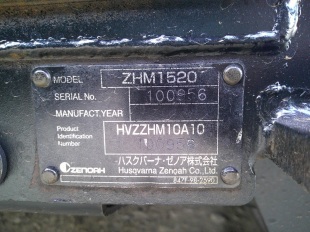 MODEL ZHM1520
SERIAL No. 100956
MANUFACT.YEAR
Product Identification Number HVZZHM10A10
ZENOAH
ハスクバーナ・ゼノア株式会社
Husqvarna Zenoah Co.,Ltd.